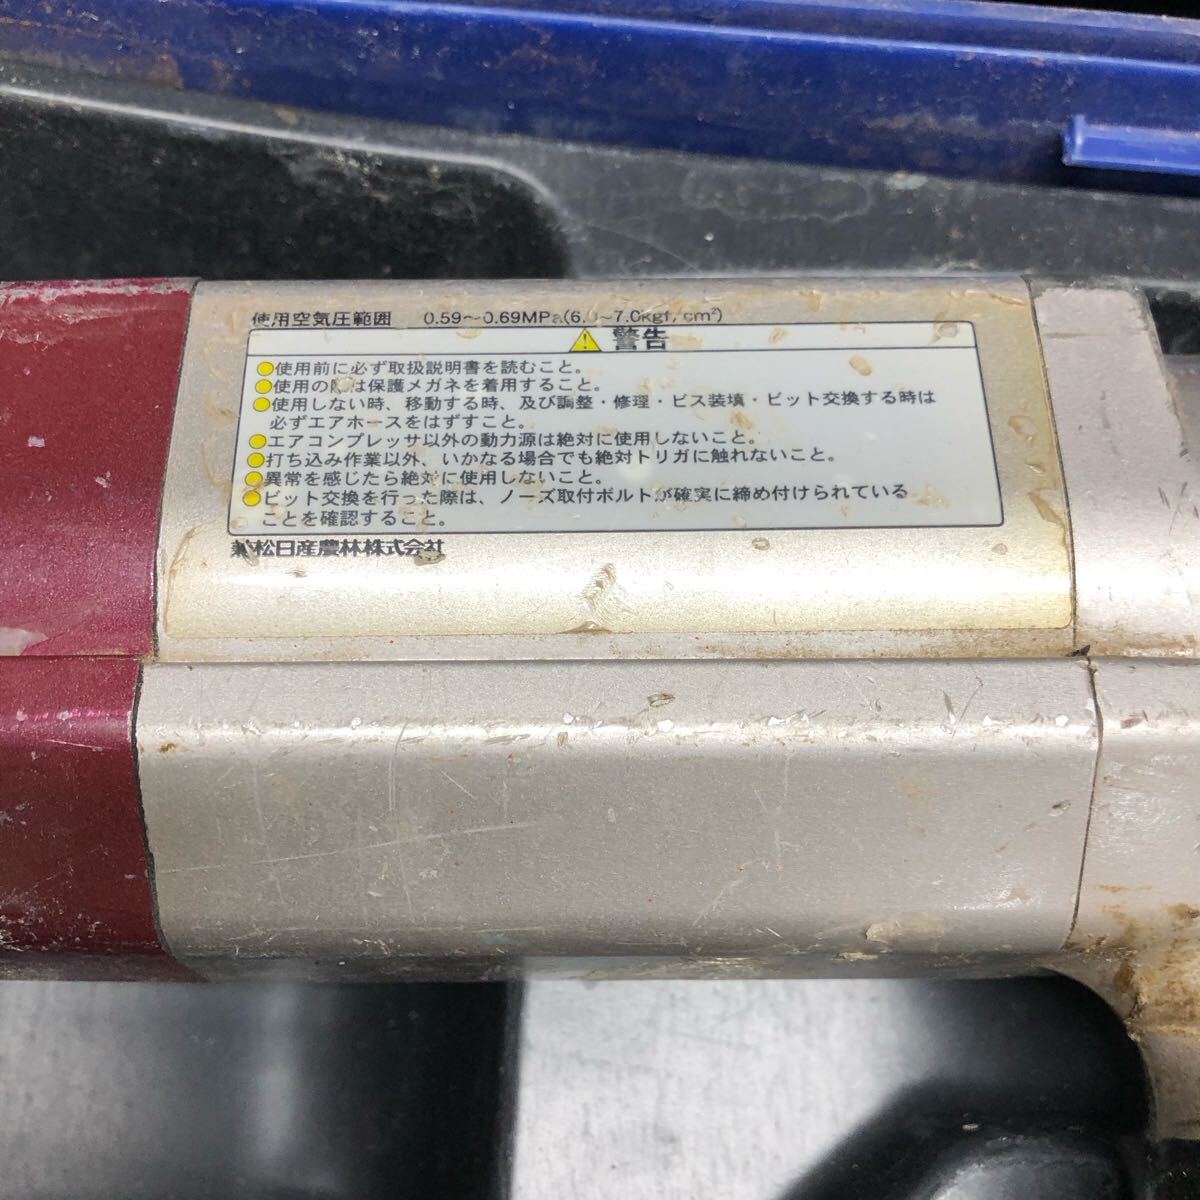 使用空気圧範囲 0.59～0.69MPa(6.0~7.0kgf/cm²)
警告
●使用前に必ず取扱説明書を読むこと。
●使用の際は保護メガネを着用すること。
●使用しない時、移動する時、及び調整・修理・ビス装填・ビット交換する時は
必ずエアホースをはずすこと。
●エアコンプレッサ以外の動力源は絶対に使用しないこと。
●打ち込み作業以外、いかなる場合でも絶対トリガに触れないこと。
●異常を感じたら絶対に使用しないこと。
●ビット交換を行った際は、ノーズ取付ボルトが確実に締め付けられている
ことを確認すること。
兼松日産農林株式会社